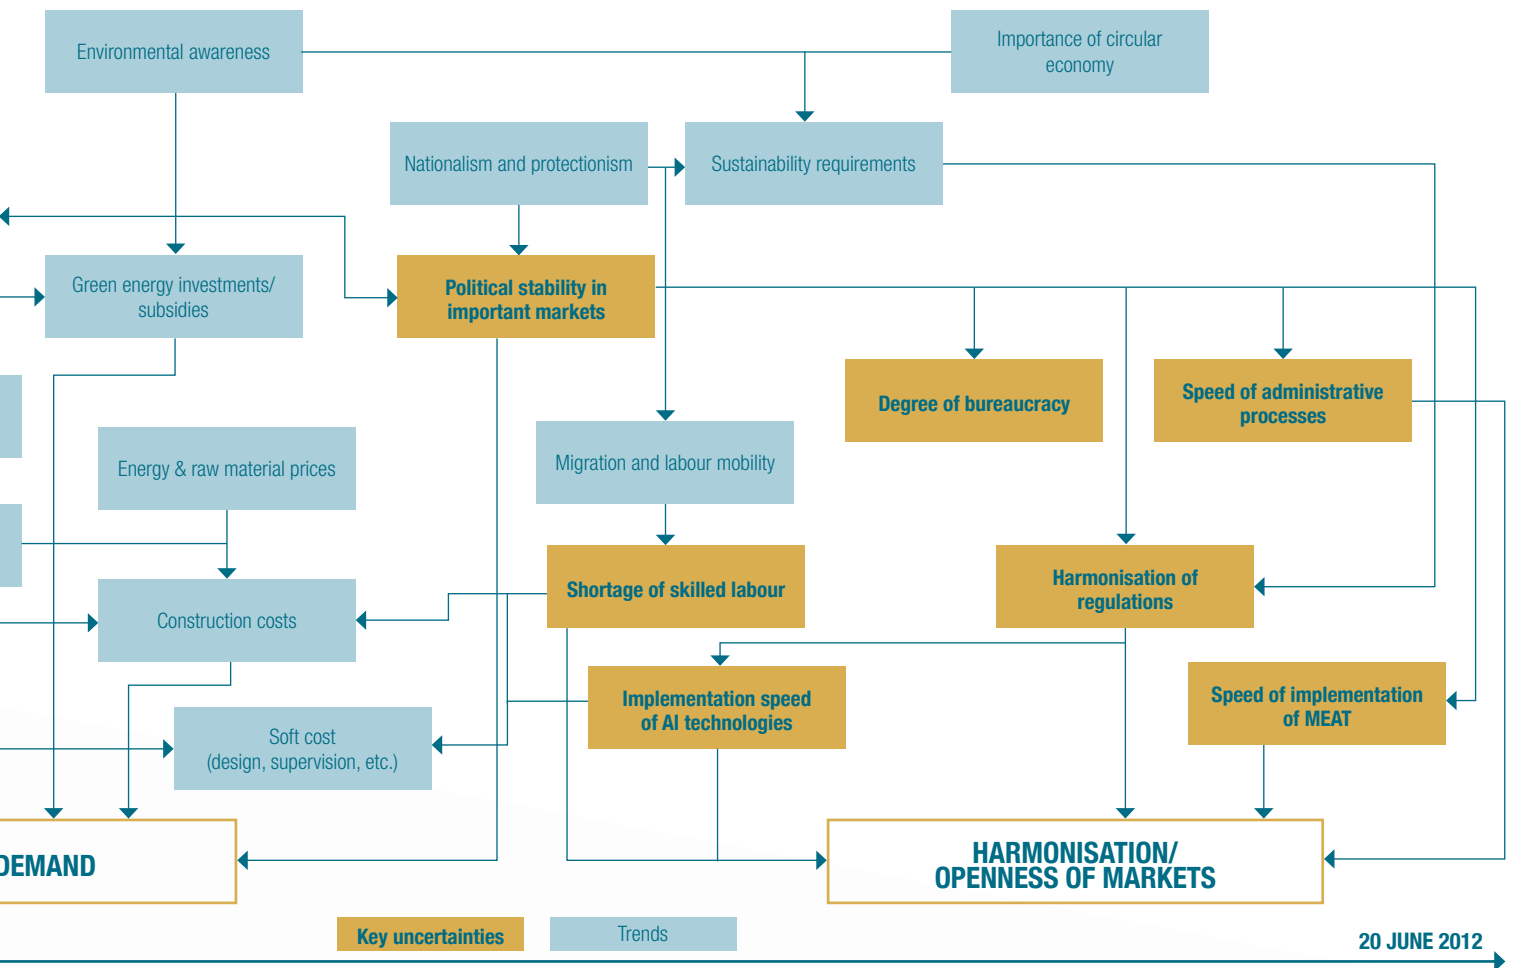 Environmental awareness
Importance of circular
economy
Nationalism and protectionism
Sustainability requirements
Green energy investments/
subsidies
Political stability in
important markets
Degree of bureaucracy
Speed of administrative
processes
Energy & raw material prices
Migration and labour mobility
Shortage of skilled labour
Harmonisation of
regulations
Construction costs
Implementation speed
of AI technologies
Speed of implementation
of MEAT
Soft cost
(design, supervision, etc.)
DEMAND
HARMONISATION/
OPENNESS OF MARKETS
Key uncertainties
Trends
20 JUNE 2012